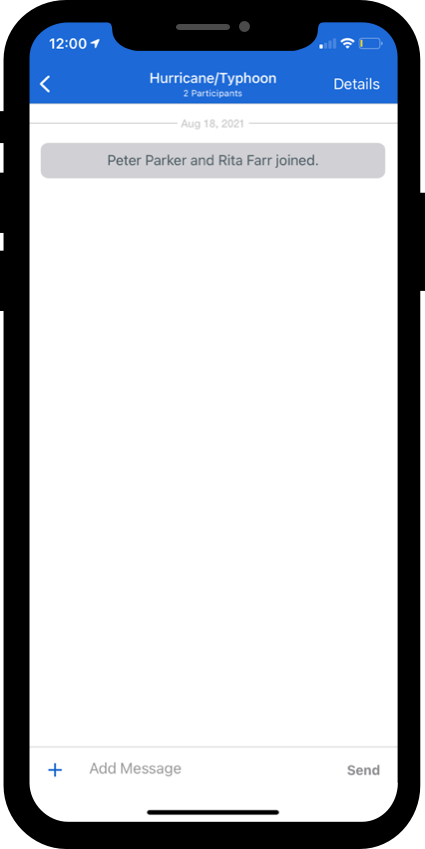 12:00
Hurricane/Typhoon
2 Participants
Details
Aug 18, 2021
Peter Parker and Rita Farr joined.
Add Message
Send